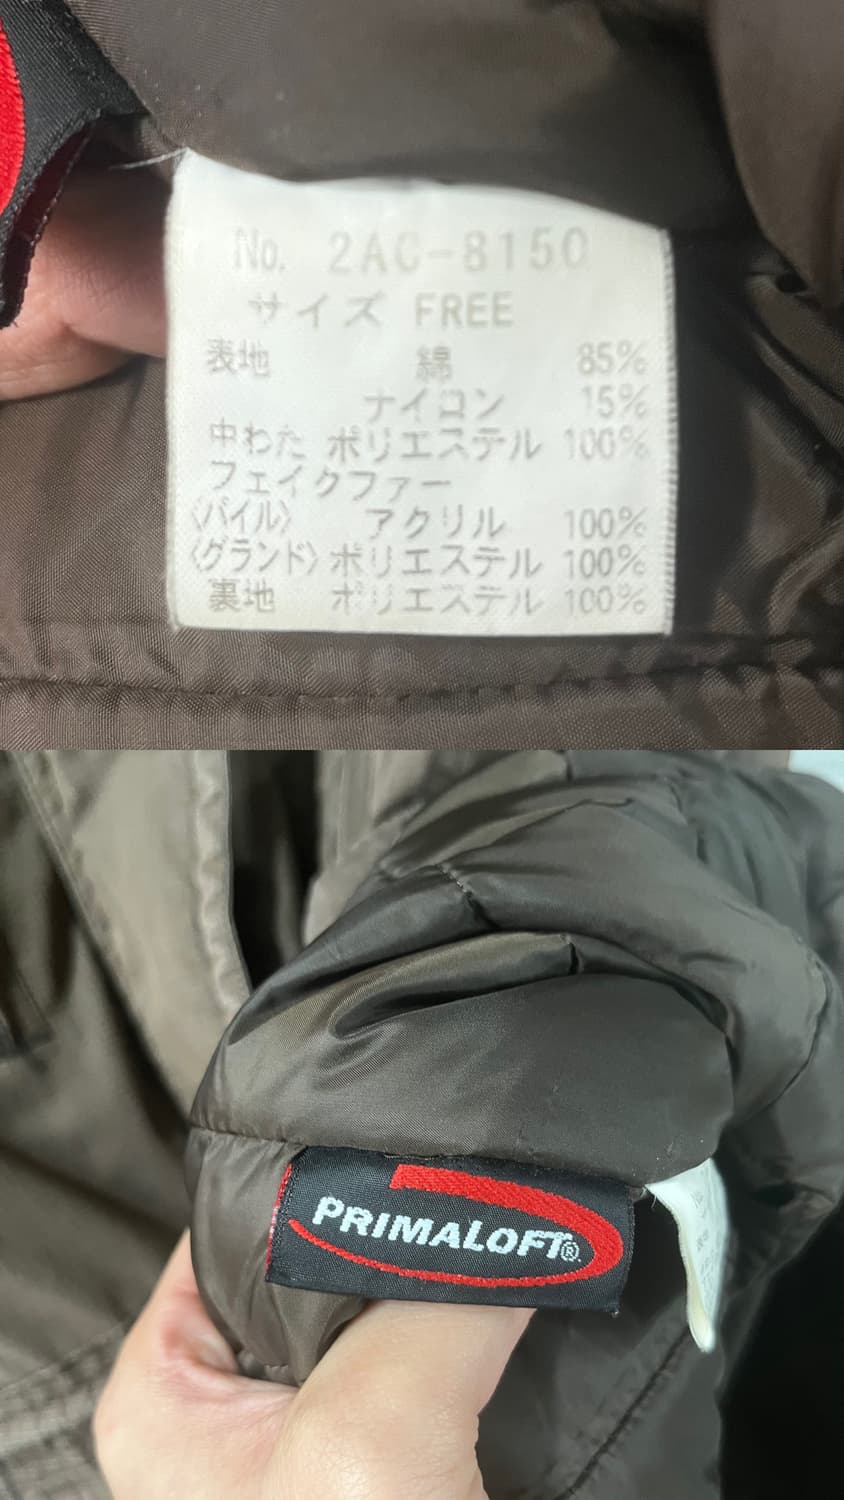 No. 2AC-8150
サイズ FREE
表地 綿 85%
ナイロン 15%
中わた ポリエステル 100%
フェイクファー
〈パイル〉 アクリル 100%
〈グランド〉 ポリエステル 100%
裏地 ポリエステル 100%
PRIMALOFT®